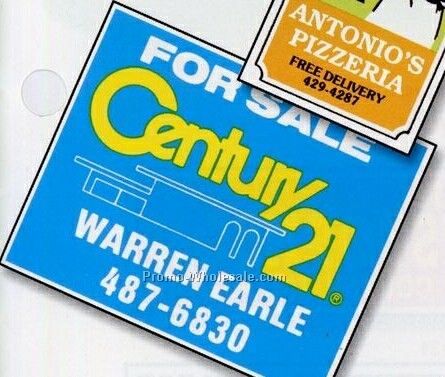 ANTONIO'S
PIZZERIA
FREE DELIVERY
429-4287
FOR SALE
Century 21®
WARREN EARLE
487-6830
Promo-Wholesale.com